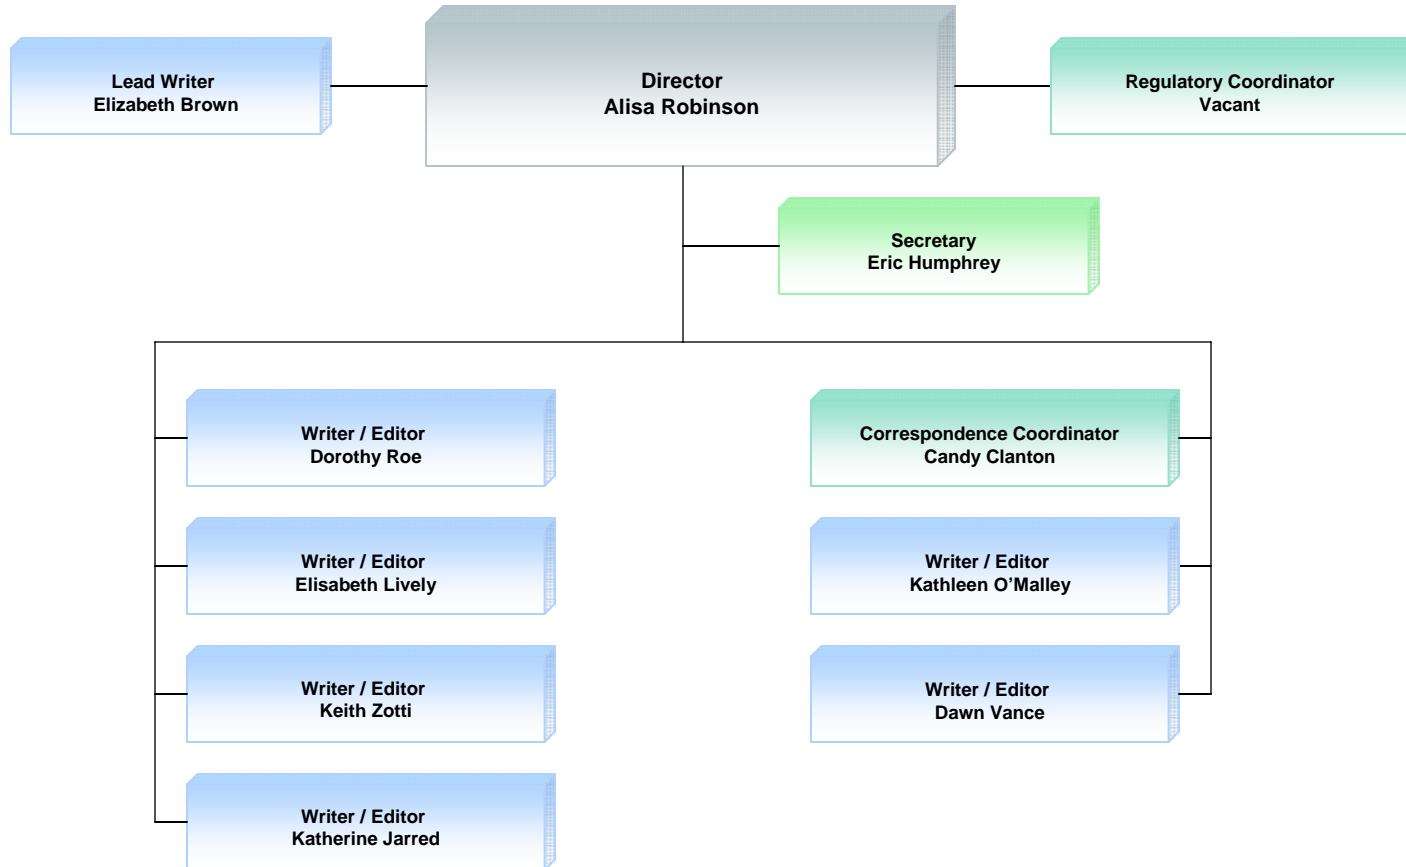 Lead Writer
Elizabeth Brown
Director
Alisa Robinson
Regulatory Coordinator
Vacant
Secretary
Eric Humphrey
Writer / Editor
Dorothy Roe
Correspondence Coordinator
Candy Clanton
Writer / Editor
Elisabeth Lively
Writer / Editor
Kathleen O’Malley
Writer / Editor
Keith Zotti
Writer / Editor
Dawn Vance
Writer / Editor
Katherine Jarred